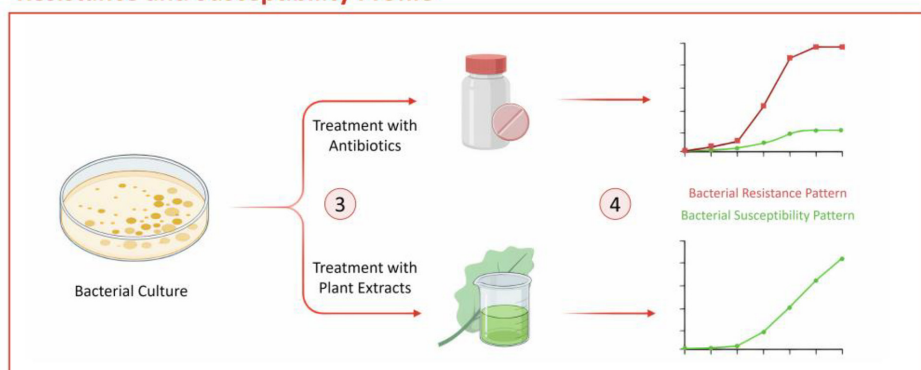 Treatment with
Antibiotics
3
4
Bacterial Resistance Pattern
Bacterial Susceptibility Pattern
Treatment with
Plant Extracts
Bacterial Culture